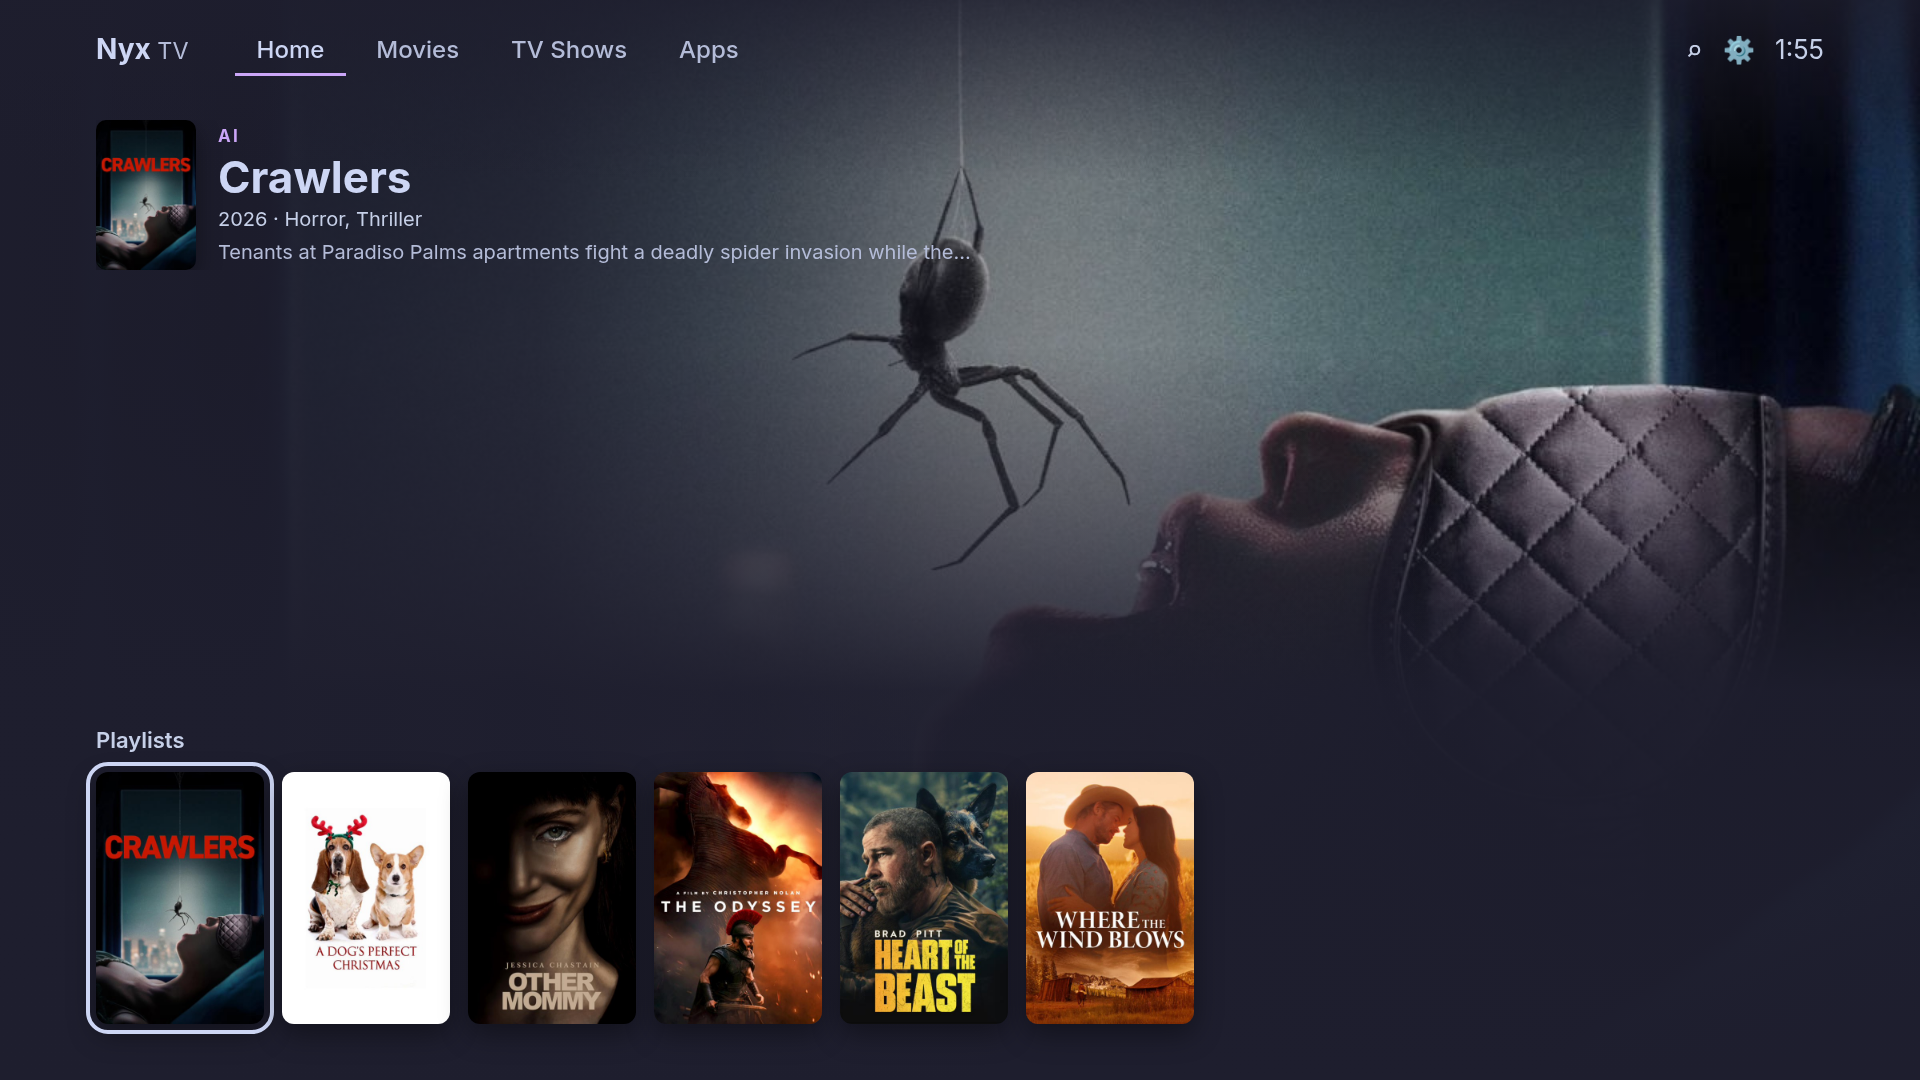 Nyx TV
Home
Movies
TV Shows
Apps
1:55
CRAWLERS
AI
Crawlers
2026 · Horror, Thriller
Tenants at Paradiso Palms apartments fight a deadly spider invasion while the...
Playlists
CRAWLERS
A DOG'S PERFECT
CHRISTMAS
JESSICA CHASTAIN
OTHER
MOMMY
A FILM BY CHRISTOPHER NOLAN
THE ODYSSEY
BRAD PITT
HEART OF THE
BEAST
WHERE THE
WIND BLOWS